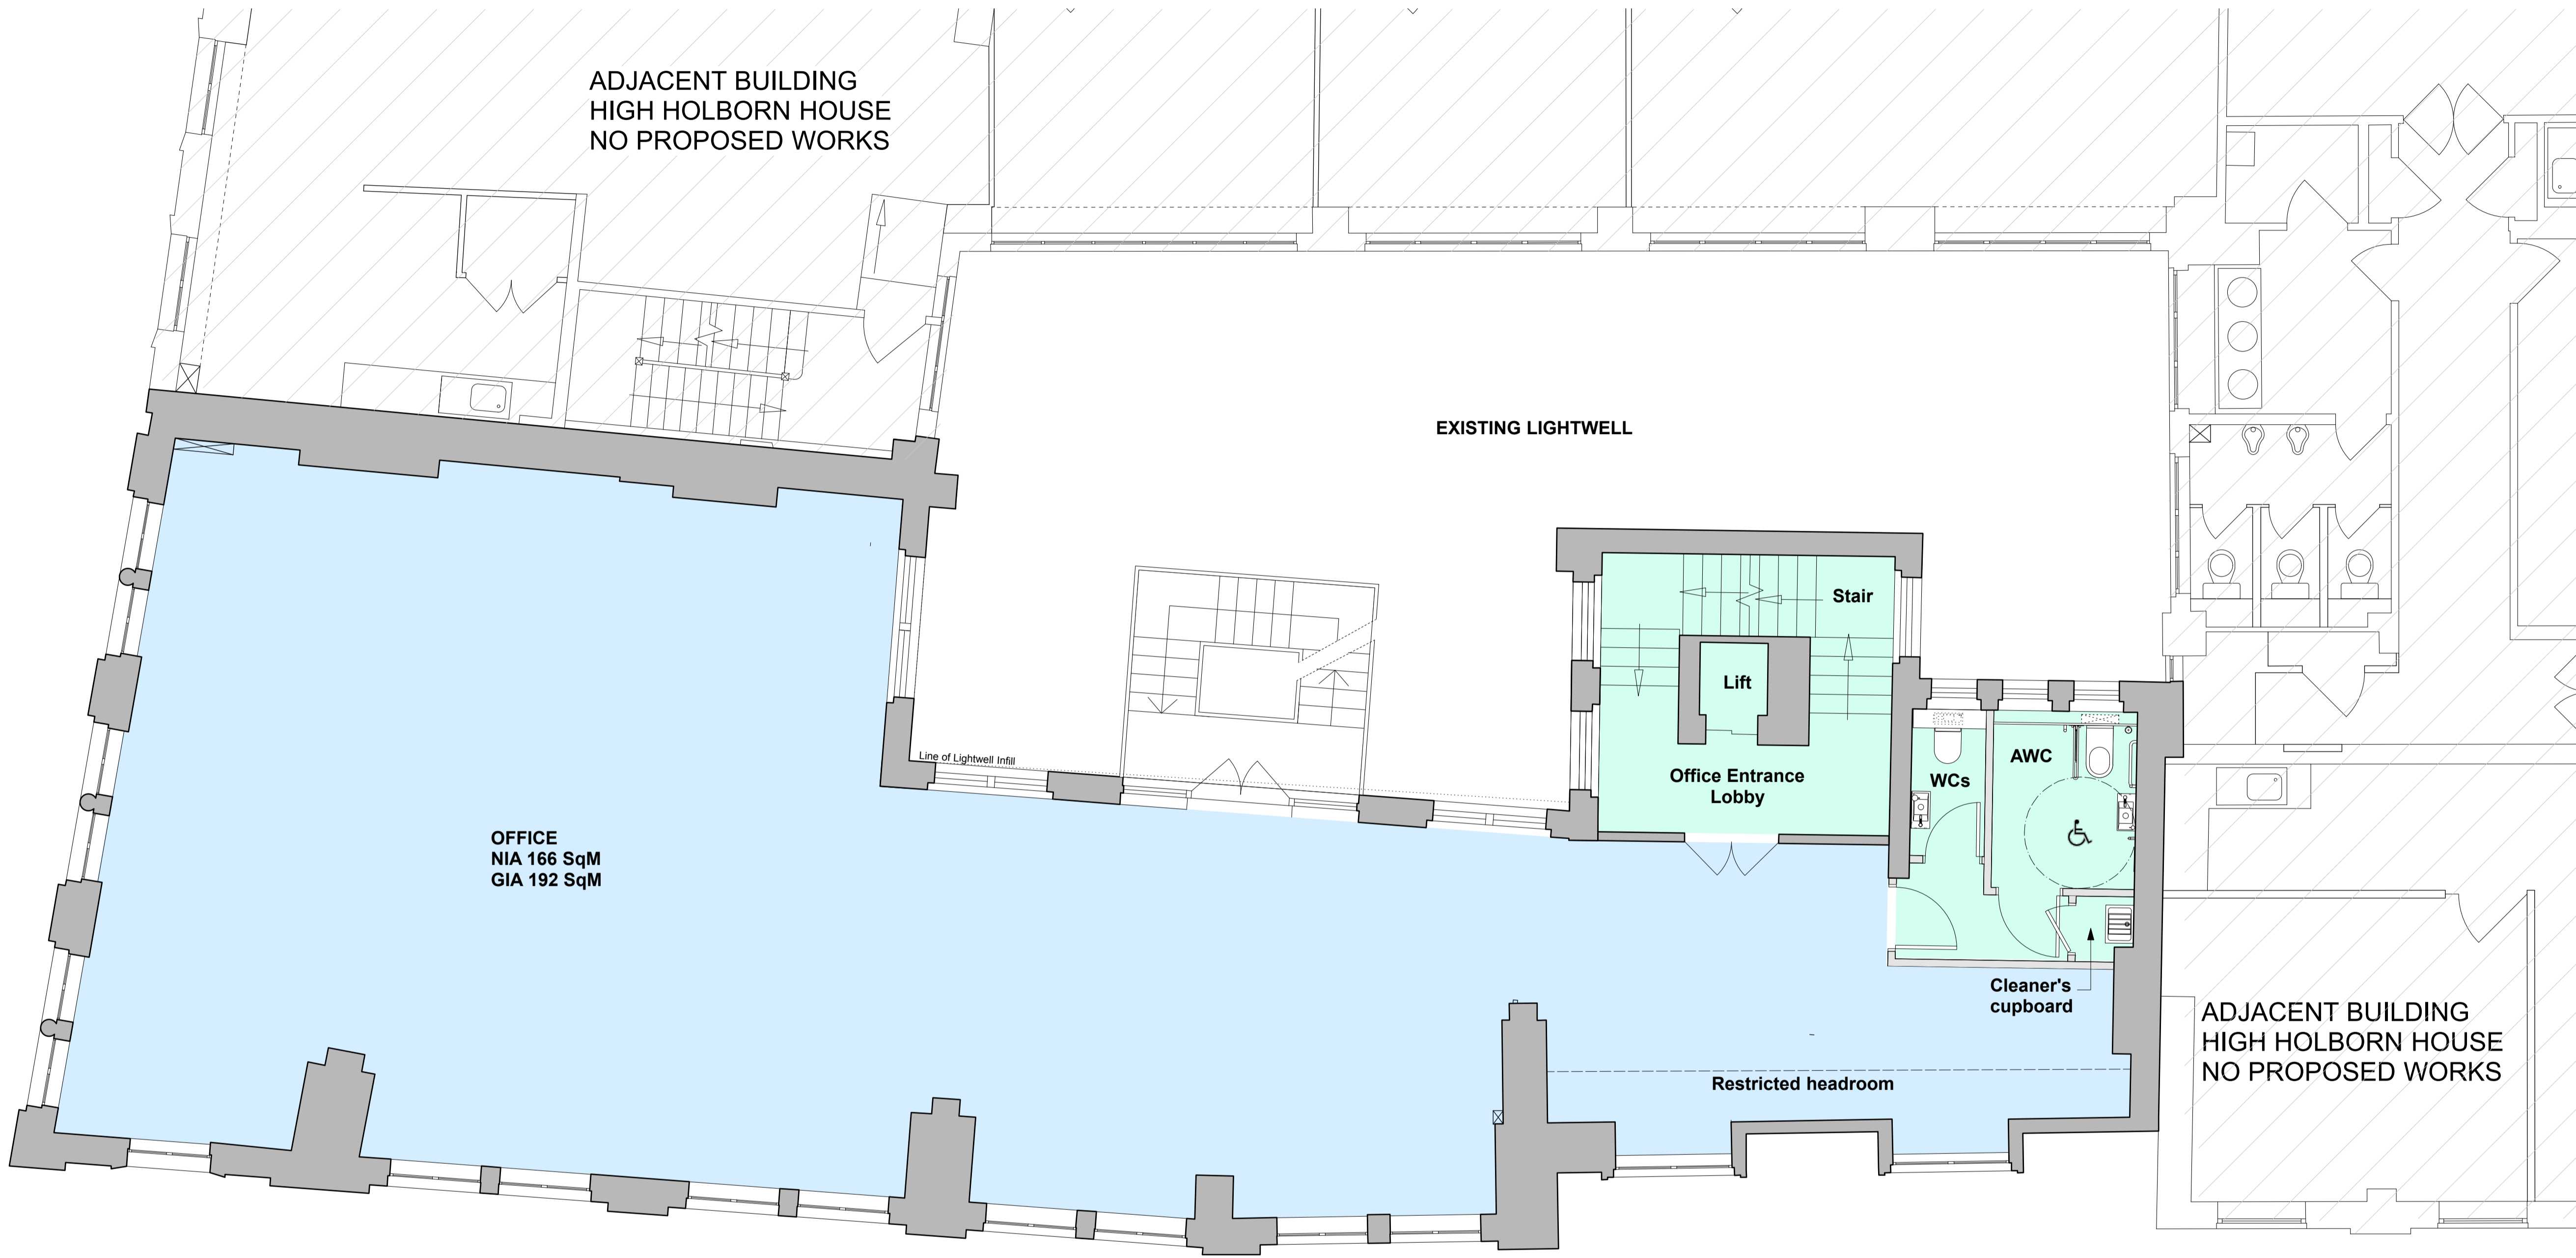 ADJACENT BUILDING
HIGH HOLBORN HOUSE
NO PROPOSED WORKS
EXISTING LIGHTWELL
Stair
Lift
Line of Lightwell Infill
Office Entrance
Lobby
WCs
AWC
OFFICE
NIA 166 SqM
GIA 192 SqM
Cleaner's
cupboard
Restricted headroom
ADJACENT BUILDING
HIGH HOLBORN HOUSE
NO PROPOSED WORKS